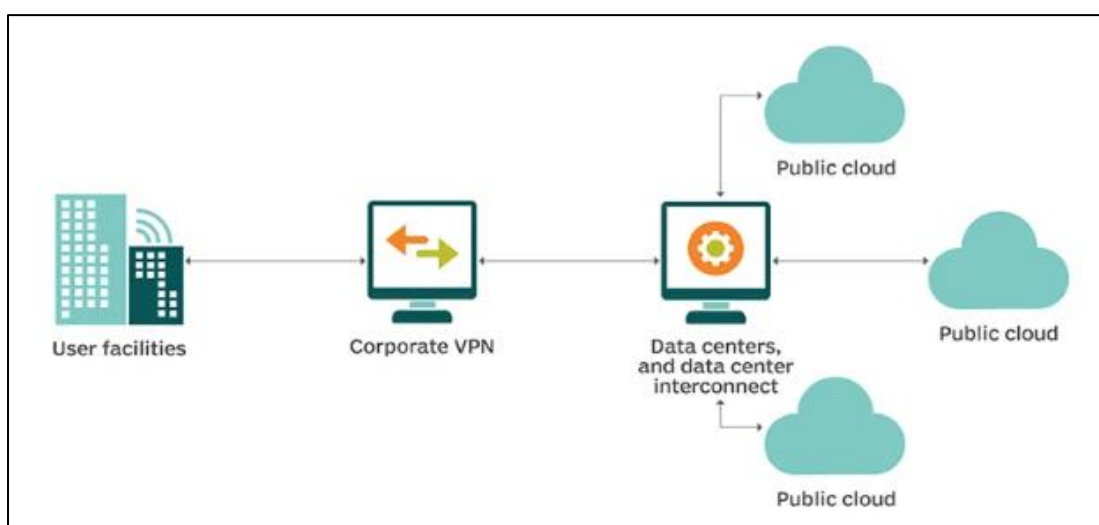 Public cloud
User facilities
Corporate VPN
Data centers,
and data center
interconnect
Public cloud
Public cloud